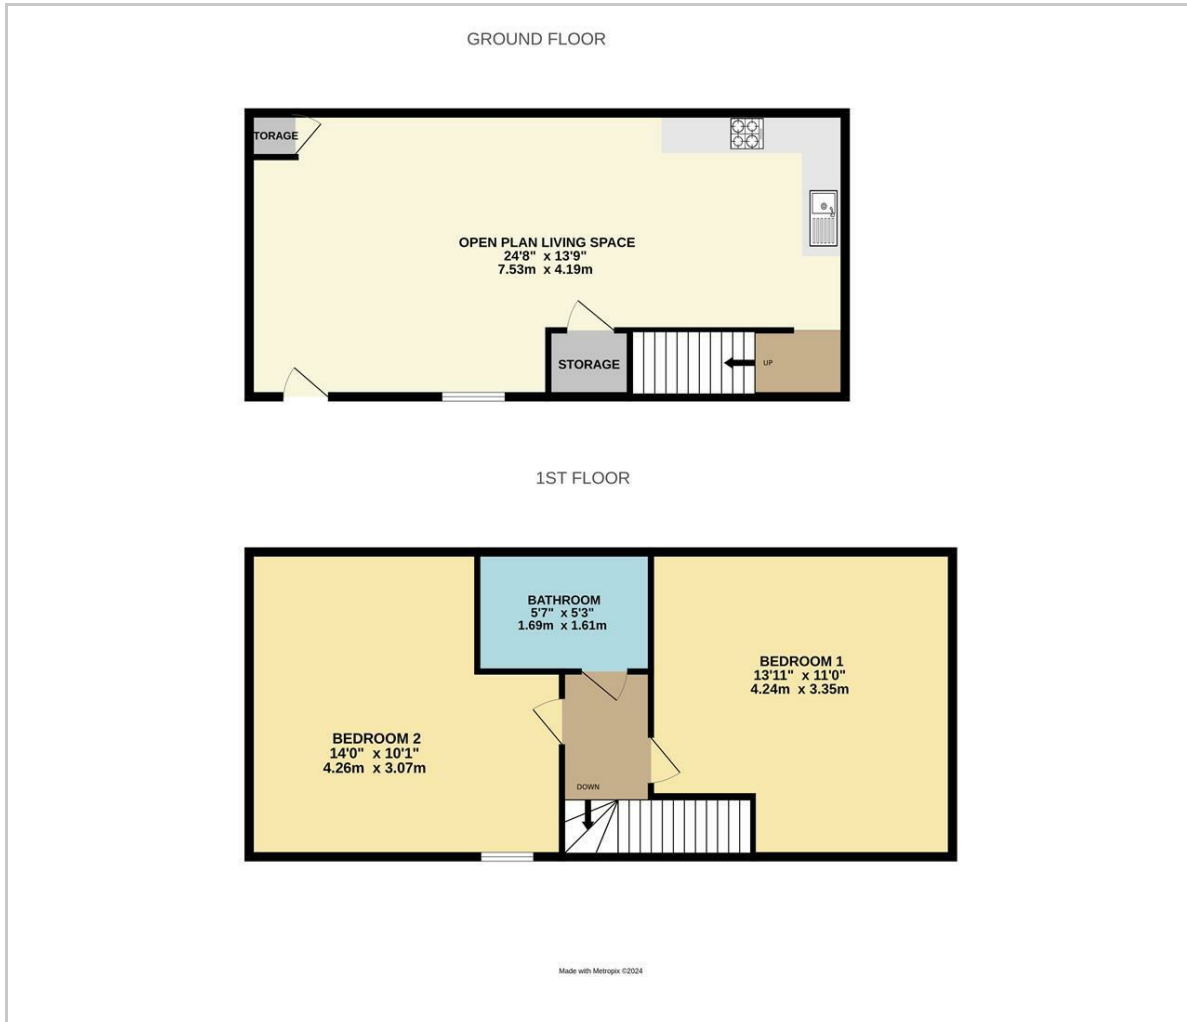 GROUND FLOOR
TORAGE
OPEN PLAN LIVING SPACE
24'8" x 13'9"
7.53m x 4.19m
STORAGE
UP
1ST FLOOR
BATHROOM
5'7" x 5'3"
1.69m x 1.61m
BEDROOM 1
13'11" x 11'0"
4.24m x 3.35m
BEDROOM 2
14'0" x 10'1"
4.26m x 3.07m
DOWN
Made with Metropix ©2024